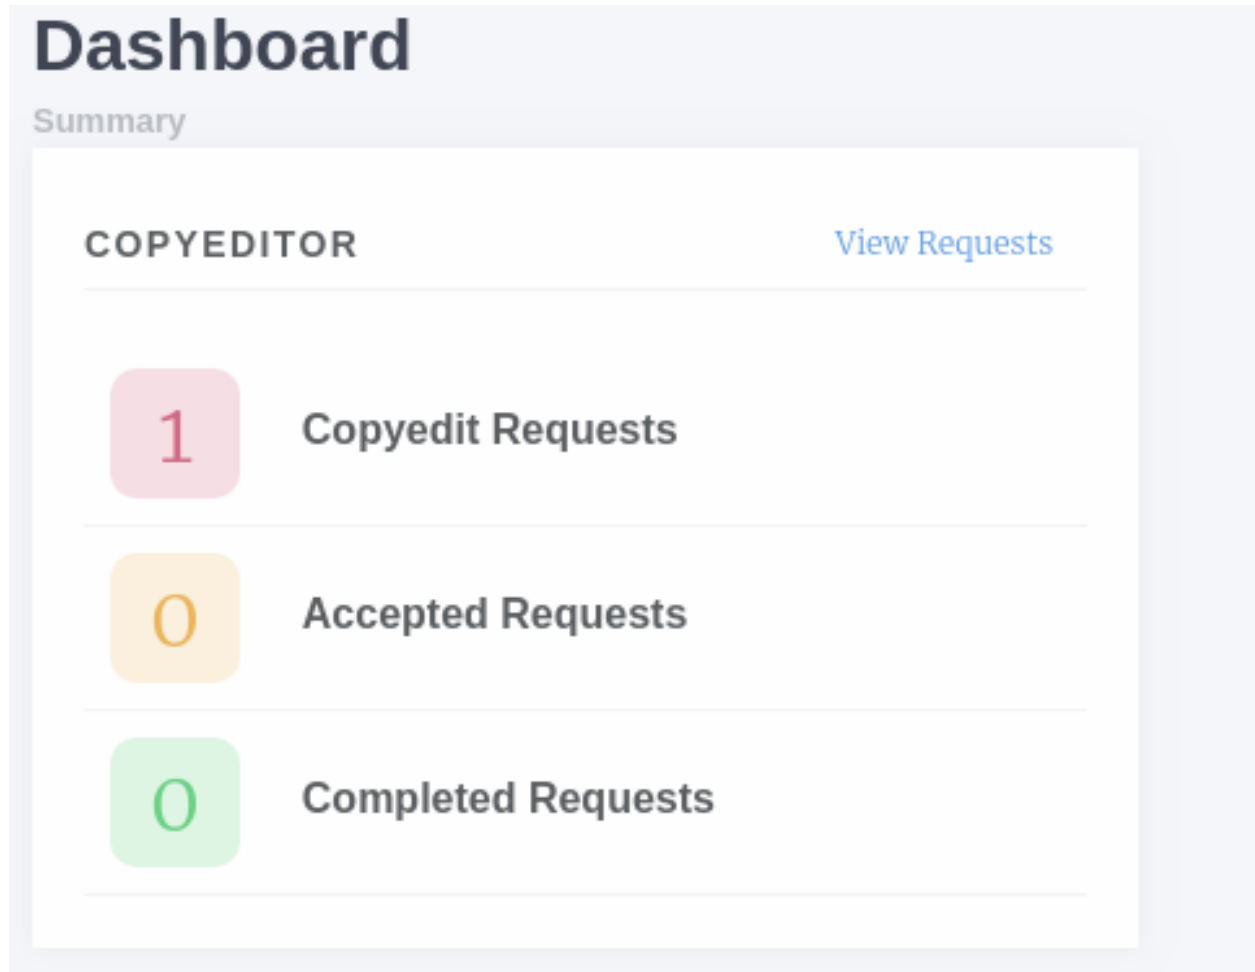 Dashboard
Summary
COPYEDITOR View Requests
1 Copyedit Requests
0 Accepted Requests
0 Completed Requests